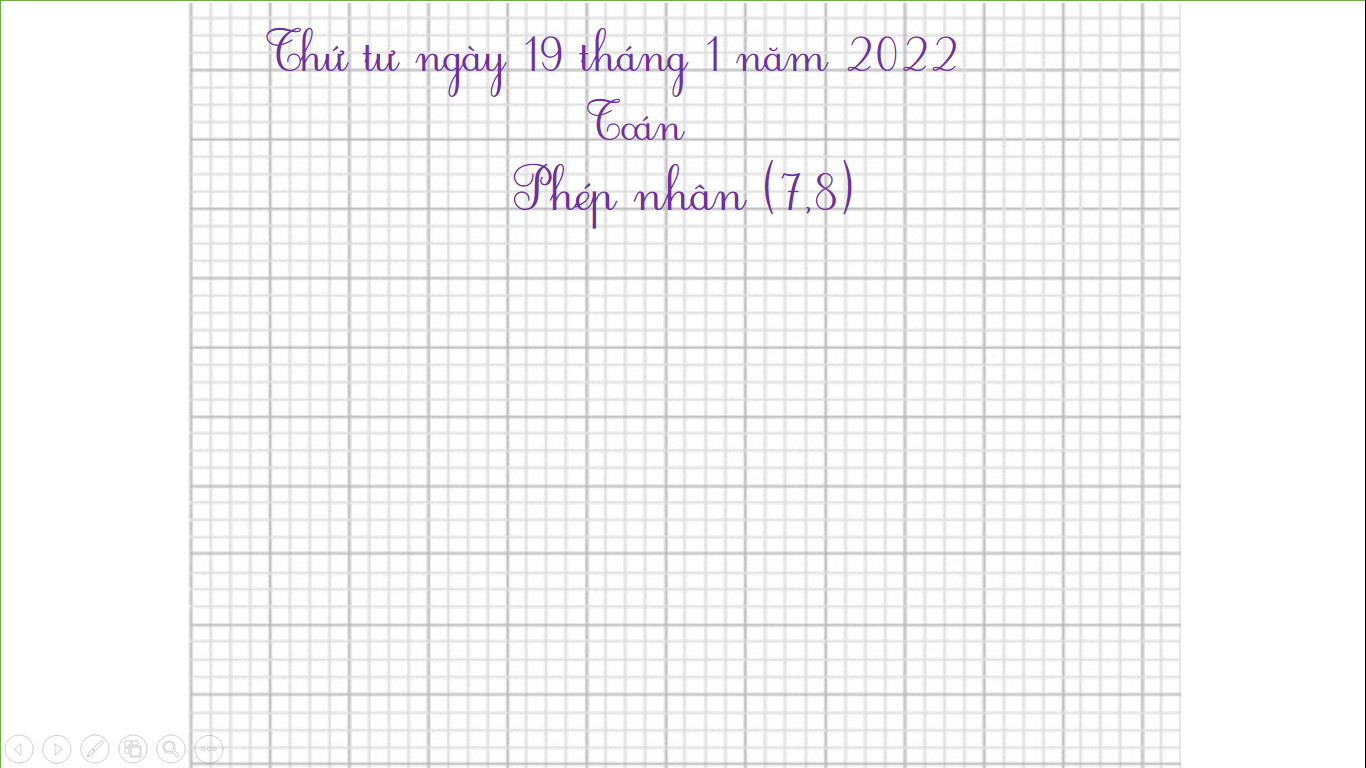 Thứ tư ngày 19 tháng 1 năm 2022
Toán
Phép nhân (7,8)